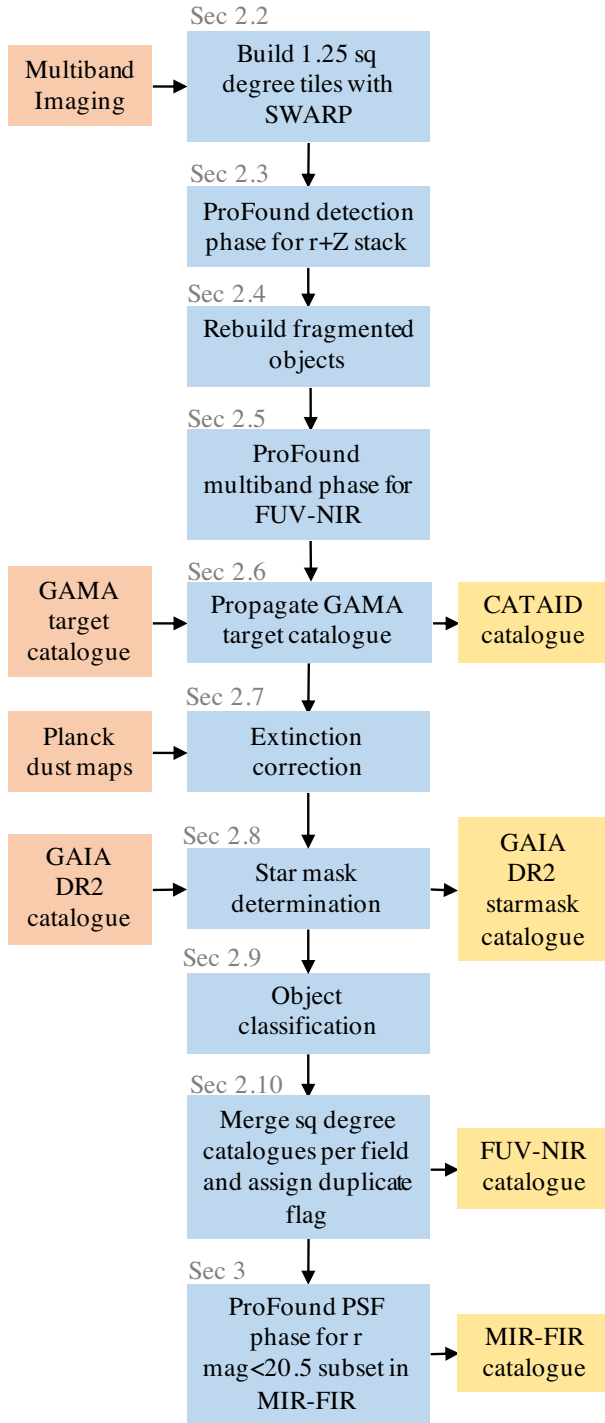 Sec 2.2
Multiband
Imaging
Build 1.25 sq
degree tiles with
SWARP
Sec 2.3
ProFound detection
phase for r+Z stack
Sec 2.4
Rebuild fragmented
objects
Sec 2.5
ProFound
multiband phase for
FUV-NIR
Sec 2.6
GAMA
target
catalogue
Propagate GAMA
target catalogue
CATAID
catalogue
Sec 2.7
Planck
dust maps
Extinction
correction
Sec 2.8
GAIA
DR2
catalogue
Star mask
determination
GAIA
DR2
starmask
catalogue
Sec 2.9
Object
classification
Sec 2.10
Merge sq degree
catalogues per field
and assign duplicate
flag
FUV-NIR
catalogue
Sec 3
ProFound PSF
phase for r
mag<20.5 subset in
MIR-FIR
MIR-FIR
catalogue